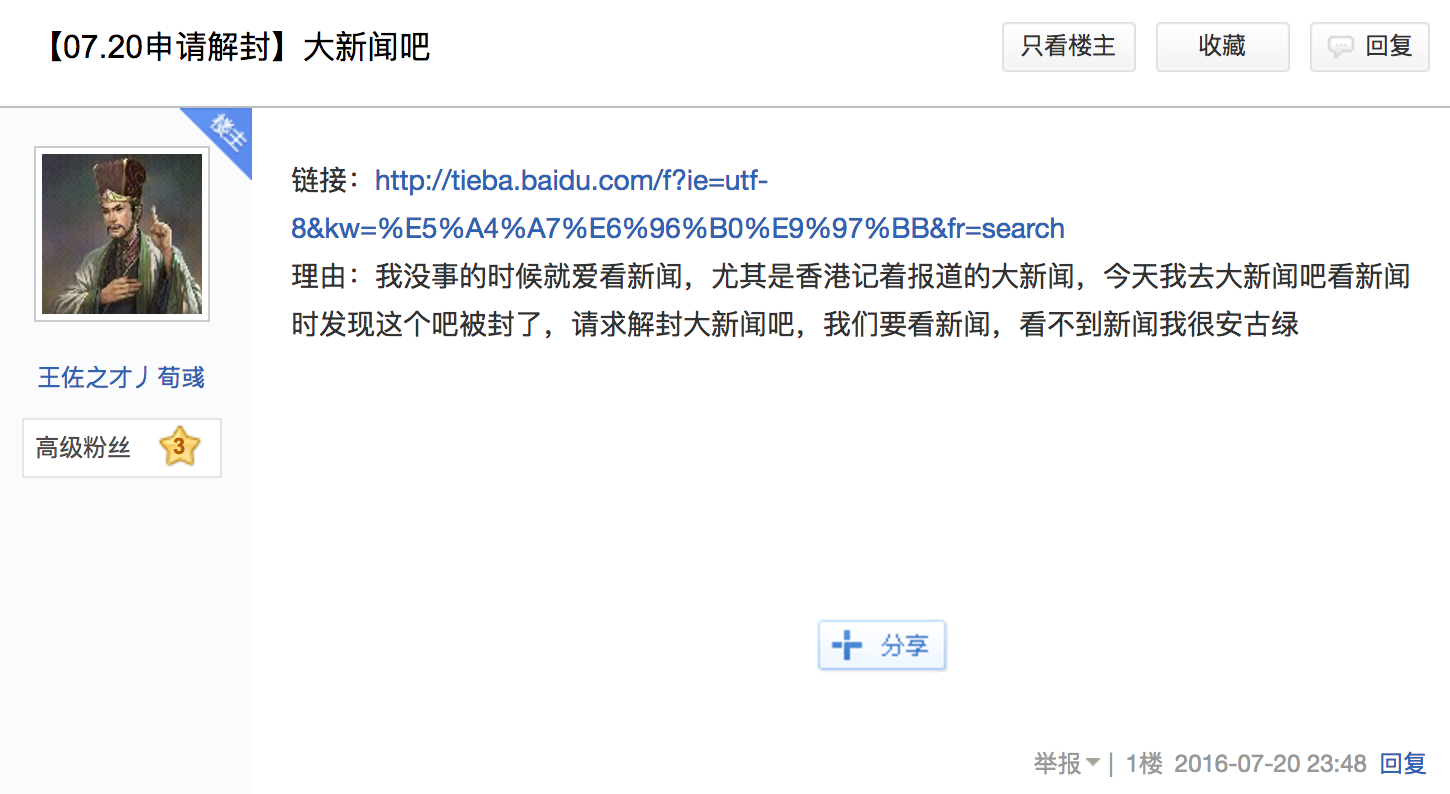 【07.20申请解封】大新闻吧
只看楼主
收藏
回复
楼主
王佐之才丿荀彧
高级粉丝 3
链接：http://tieba.baidu.com/f?ie=utf-
8&kw=%E5%A4%A7%E6%96%B0%E9%97%BB&fr=search
理由：我没事的时候就爱看新闻，尤其是香港记着报道的大新闻，今天我去大新闻吧看新闻
时发现这个吧被封了，请求解封大新闻吧，我们要看新闻，看不到新闻我很安古绿
分享
举报 | 1楼 2016-07-20 23:48 回复